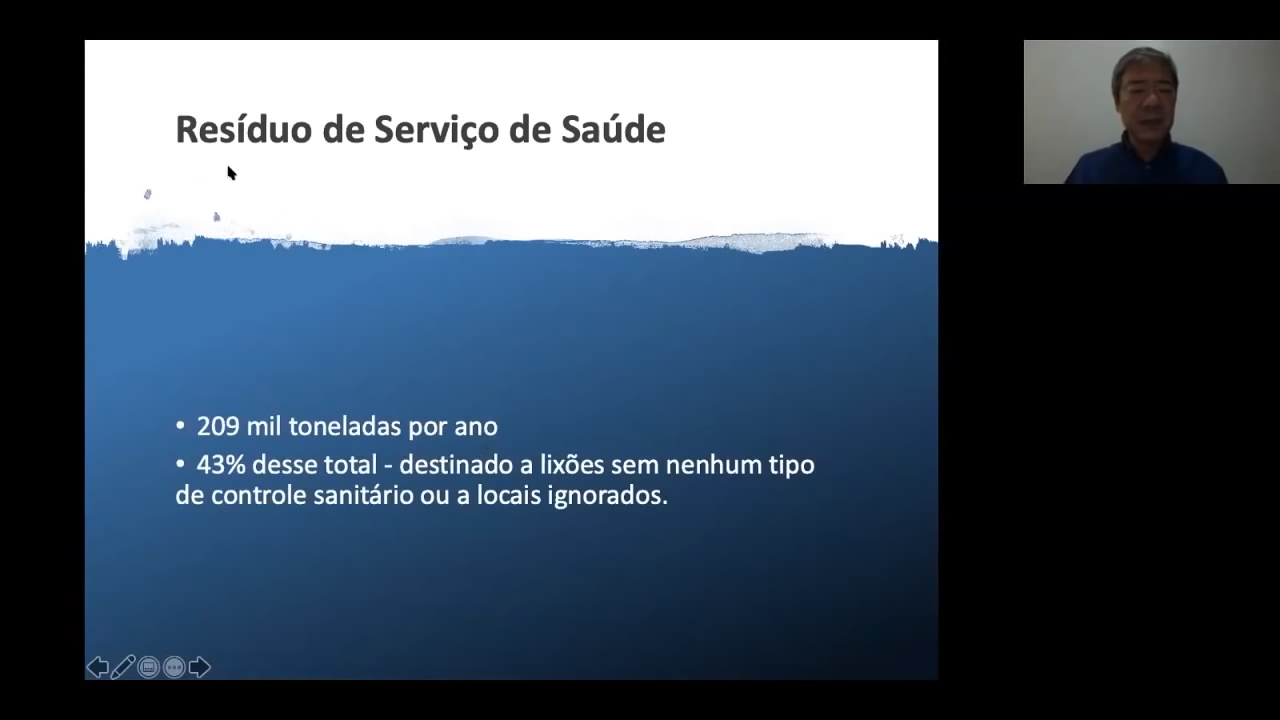 Resíduo de Serviço de Saúde
• 209 mil toneladas por ano
• 43% desse total - destinado a lixões sem nenhum tipo
de controle sanitário ou a locais ignorados.